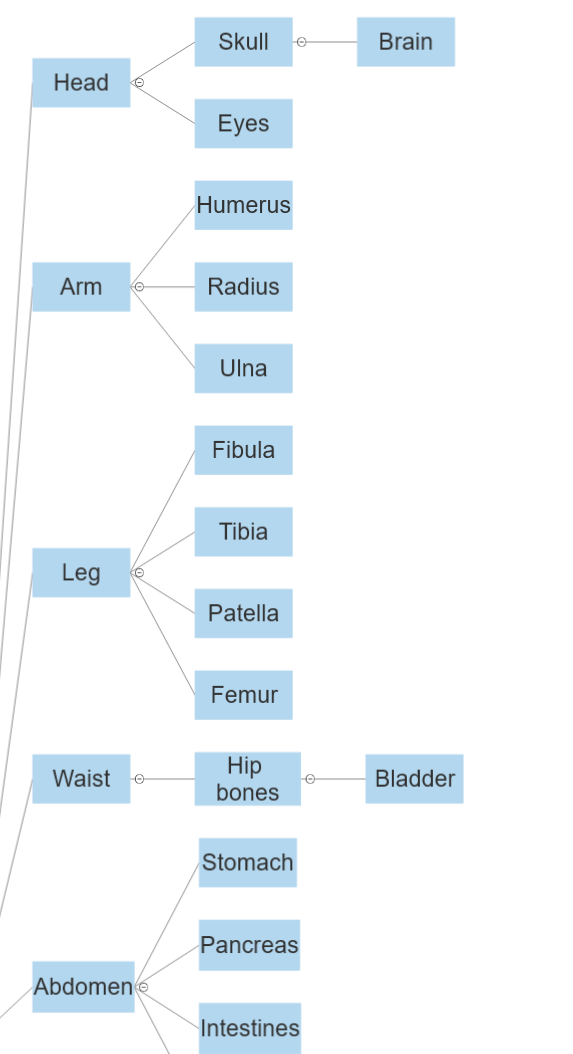 Head
Skull
Brain
Eyes
Arm
Humerus
Radius
Ulna
Leg
Fibula
Tibia
Patella
Femur
Waist
Hip
bones
Bladder
Abdomen
Stomach
Pancreas
Intestines